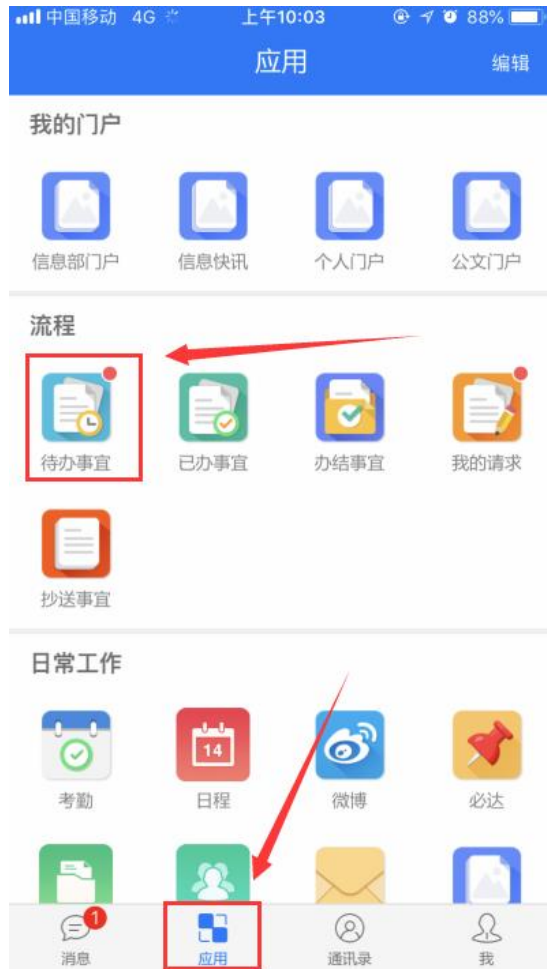 中国移动 4G 上午10:03 88%
应用 编辑
我的门户
信息部门户 信息快讯 个人门户 公文门户
流程
待办事宜 已办事宜 办结事宜 我的请求
抄送事宜
日常工作
14
考勤 日程 微博 必达
1
消息 应用 通讯录 我